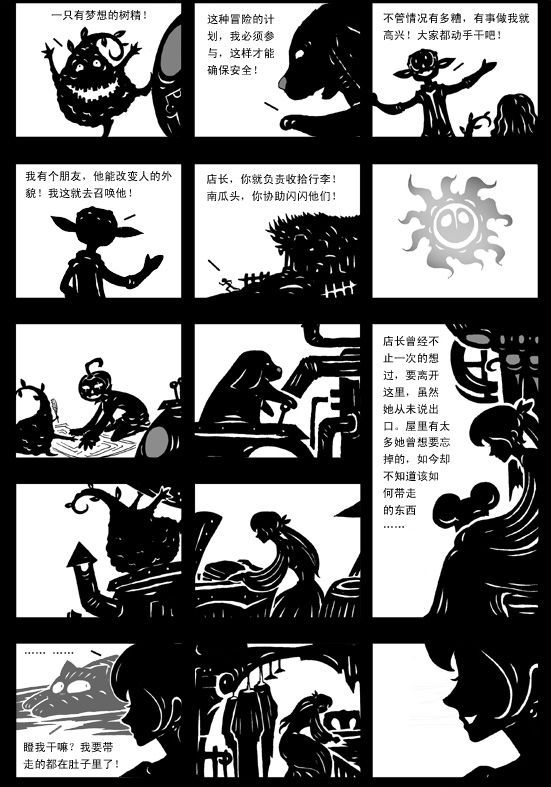 一只有梦想的树精！
这种冒险的计
划，我必须参
与，这样才能
确保安全！
不管情况有多糟，有事做我就
高兴！大家都动手干吧！
我有个朋友，他能改变人的外
貌！我这就去召唤他！
店长，你就负责收拾行李！
南瓜头，你协助闪闪他们！
店长曾经不
止一次的想
过，要离开
这里，虽然
她从未说出
口。屋里有太
多她曾想要忘
掉的，如今却
不知道该如
何带走
的东西
……
…… ……
瞪我干嘛？我要带
走的都在肚子里了！